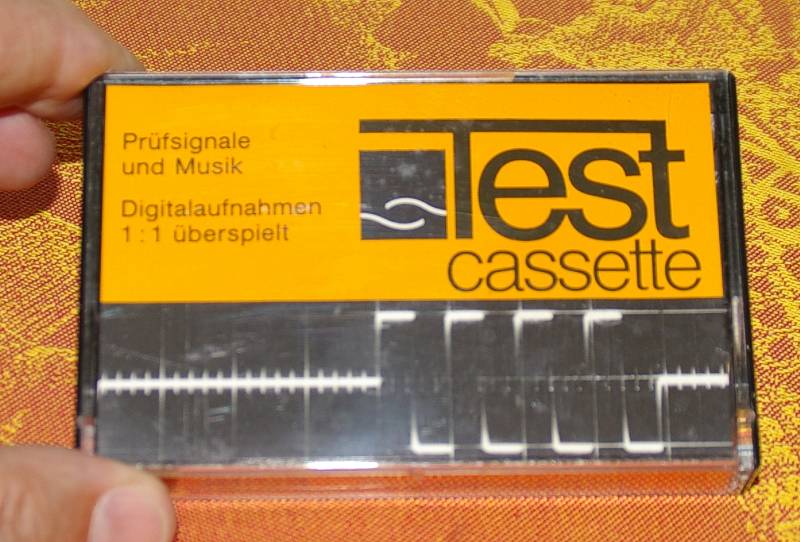 Prüfsignale
und Musik
Digitalaufnahmen
1:1 überspielt
Test
cassette